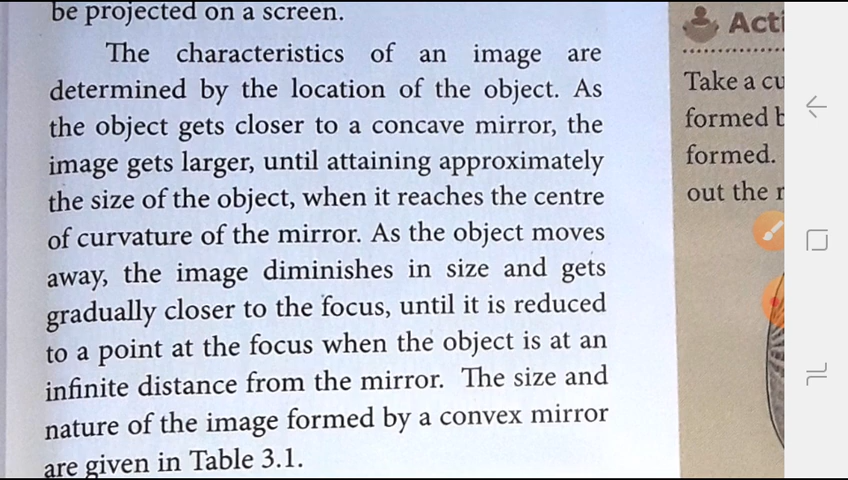 be projected on a screen.
The characteristics of an image are
determined by the location of the object. As
the object gets closer to a concave mirror, the
image gets larger, until attaining approximately
the size of the object, when it reaches the centre
of curvature of the mirror. As the object moves
away, the image diminishes in size and gets
gradually closer to the focus, until it is reduced
to a point at the focus when the object is at an
infinite distance from the mirror. The size and
nature of the image formed by a convex mirror
are given in Table 3.1.
Acti
Take a cu
formed b
formed.
out the r